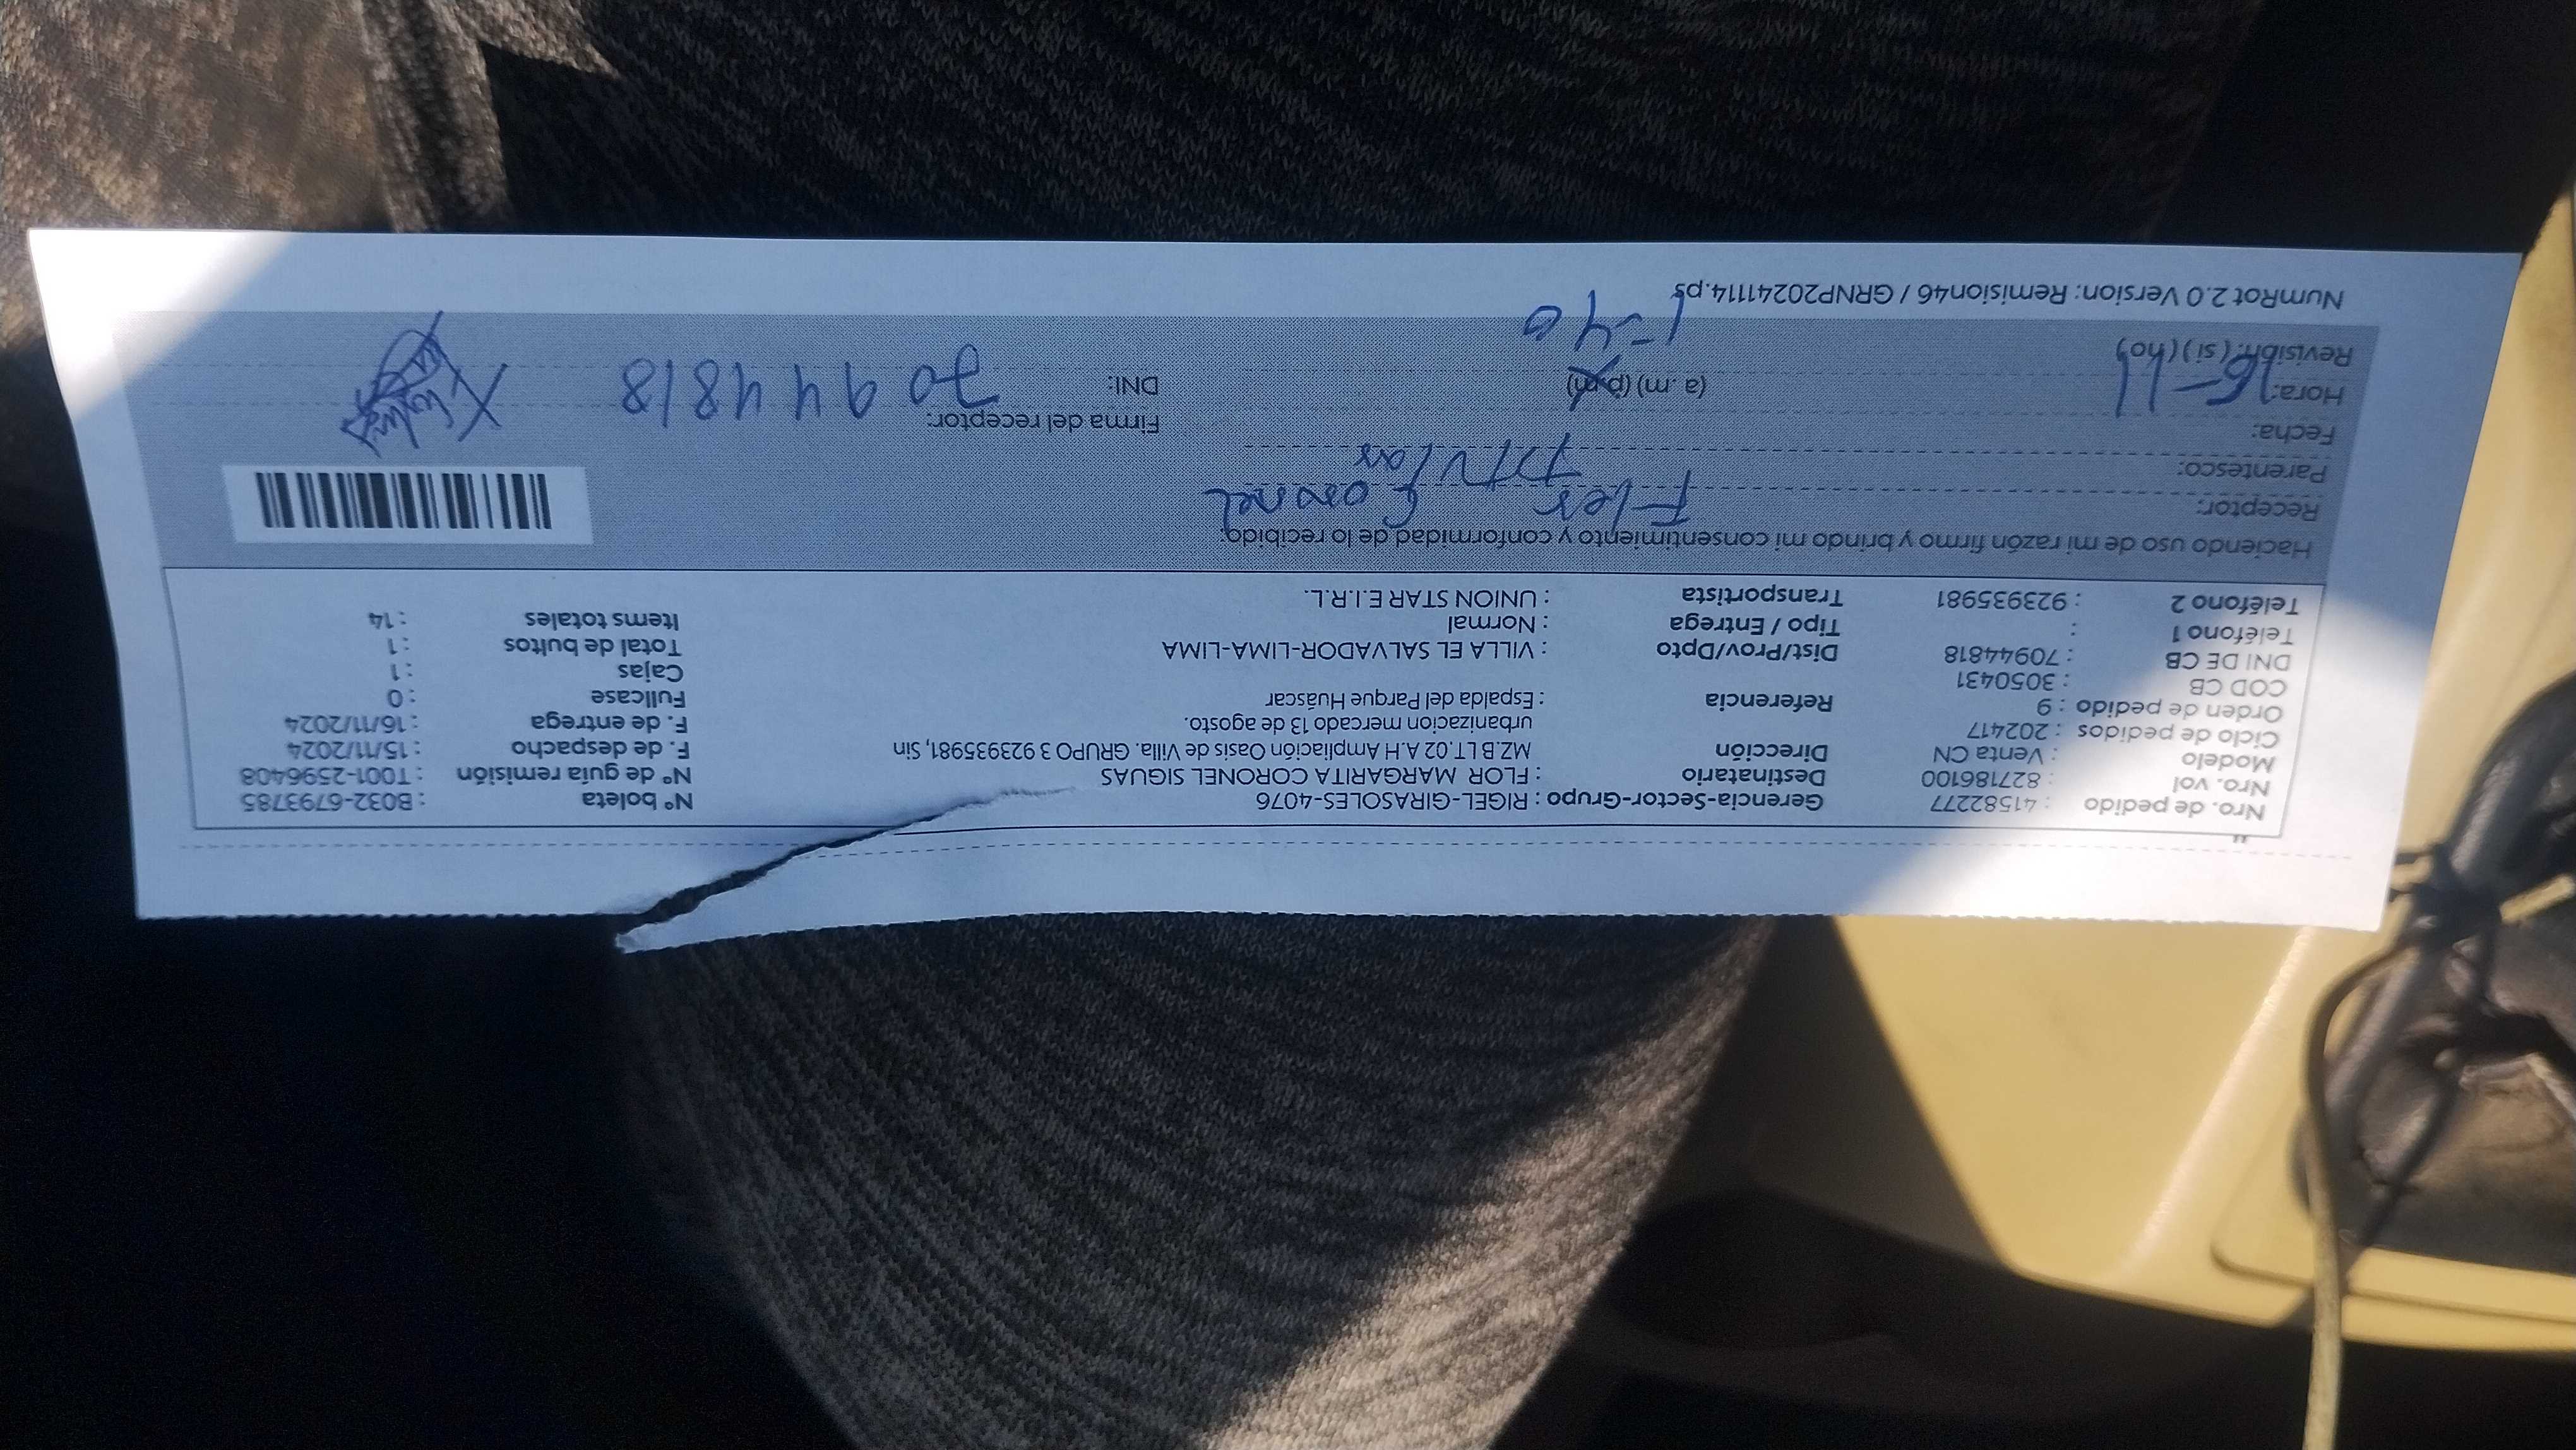 Nro. de pedido : 41582277 Gerencia-Sector-Grupo : RIGEL-GIRASOLES-4076 Nº boleta : B032-6793785
Nro. vol : 827186100 Destinatario : FLOR MARGARITA CORONEL SIGUAS Nº de guía remisión : T001-2596408
Modelo : Venta CN Dirección MZ.B LT.02 A.H Ampliación Oasis de Villa. GRUPO 3 923935981, Sin F. de despacho : 15/11/2024
Ciclo de pedidos : 202417 urbanizacion mercado 13 de agosto. F. de entrega : 16/11/2024
Orden de pedido : 9 Referencia : Espalda del Parque Huáscar Fullcase : 0
COD CB : 3050431 Cajas : 1
DNI DE CB : 70944818 Dist/Prov/Dpto : VILLA EL SALVADOR-LIMA-LIMA Total de bultos : 1
Teléfono 1 : Tipo / Entrega : Normal Items totales : 14
Teléfono 2 : 923935981 Transportista : UNION STAR E.I.R.L.
Haciendo uso de mi razón firmo y brindo mi consentimiento y conformidad de lo recibido:
Receptor: Flor Coronel
Parentesco: Titular
Fecha: 16-11 Firma del receptor:
Hora: (a .m) (p.m) DNI: 70944818
1-40
Revisión: ( si ) ( no)
NumRot 2.0 Version: Remision46 / GRNP20241114.ps